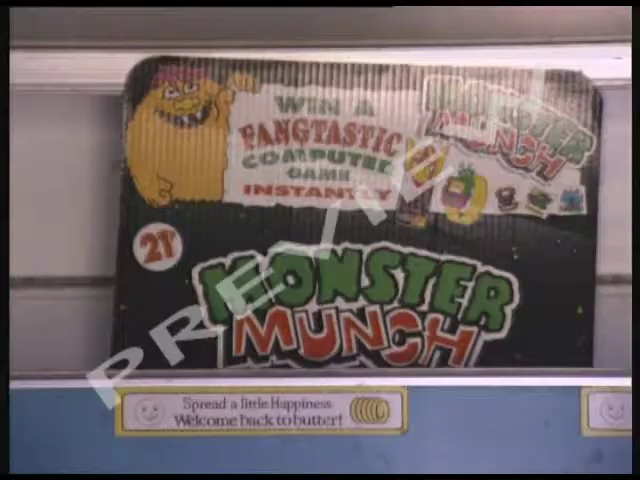 WIN A
FANGTASTIC
COMPUTER
GAME
INSTANTLY
MONSTER
MUNCH
21P
MONSTER
MUNCH
PREVIEW
Spread a little Happiness
Welcome back to butter!